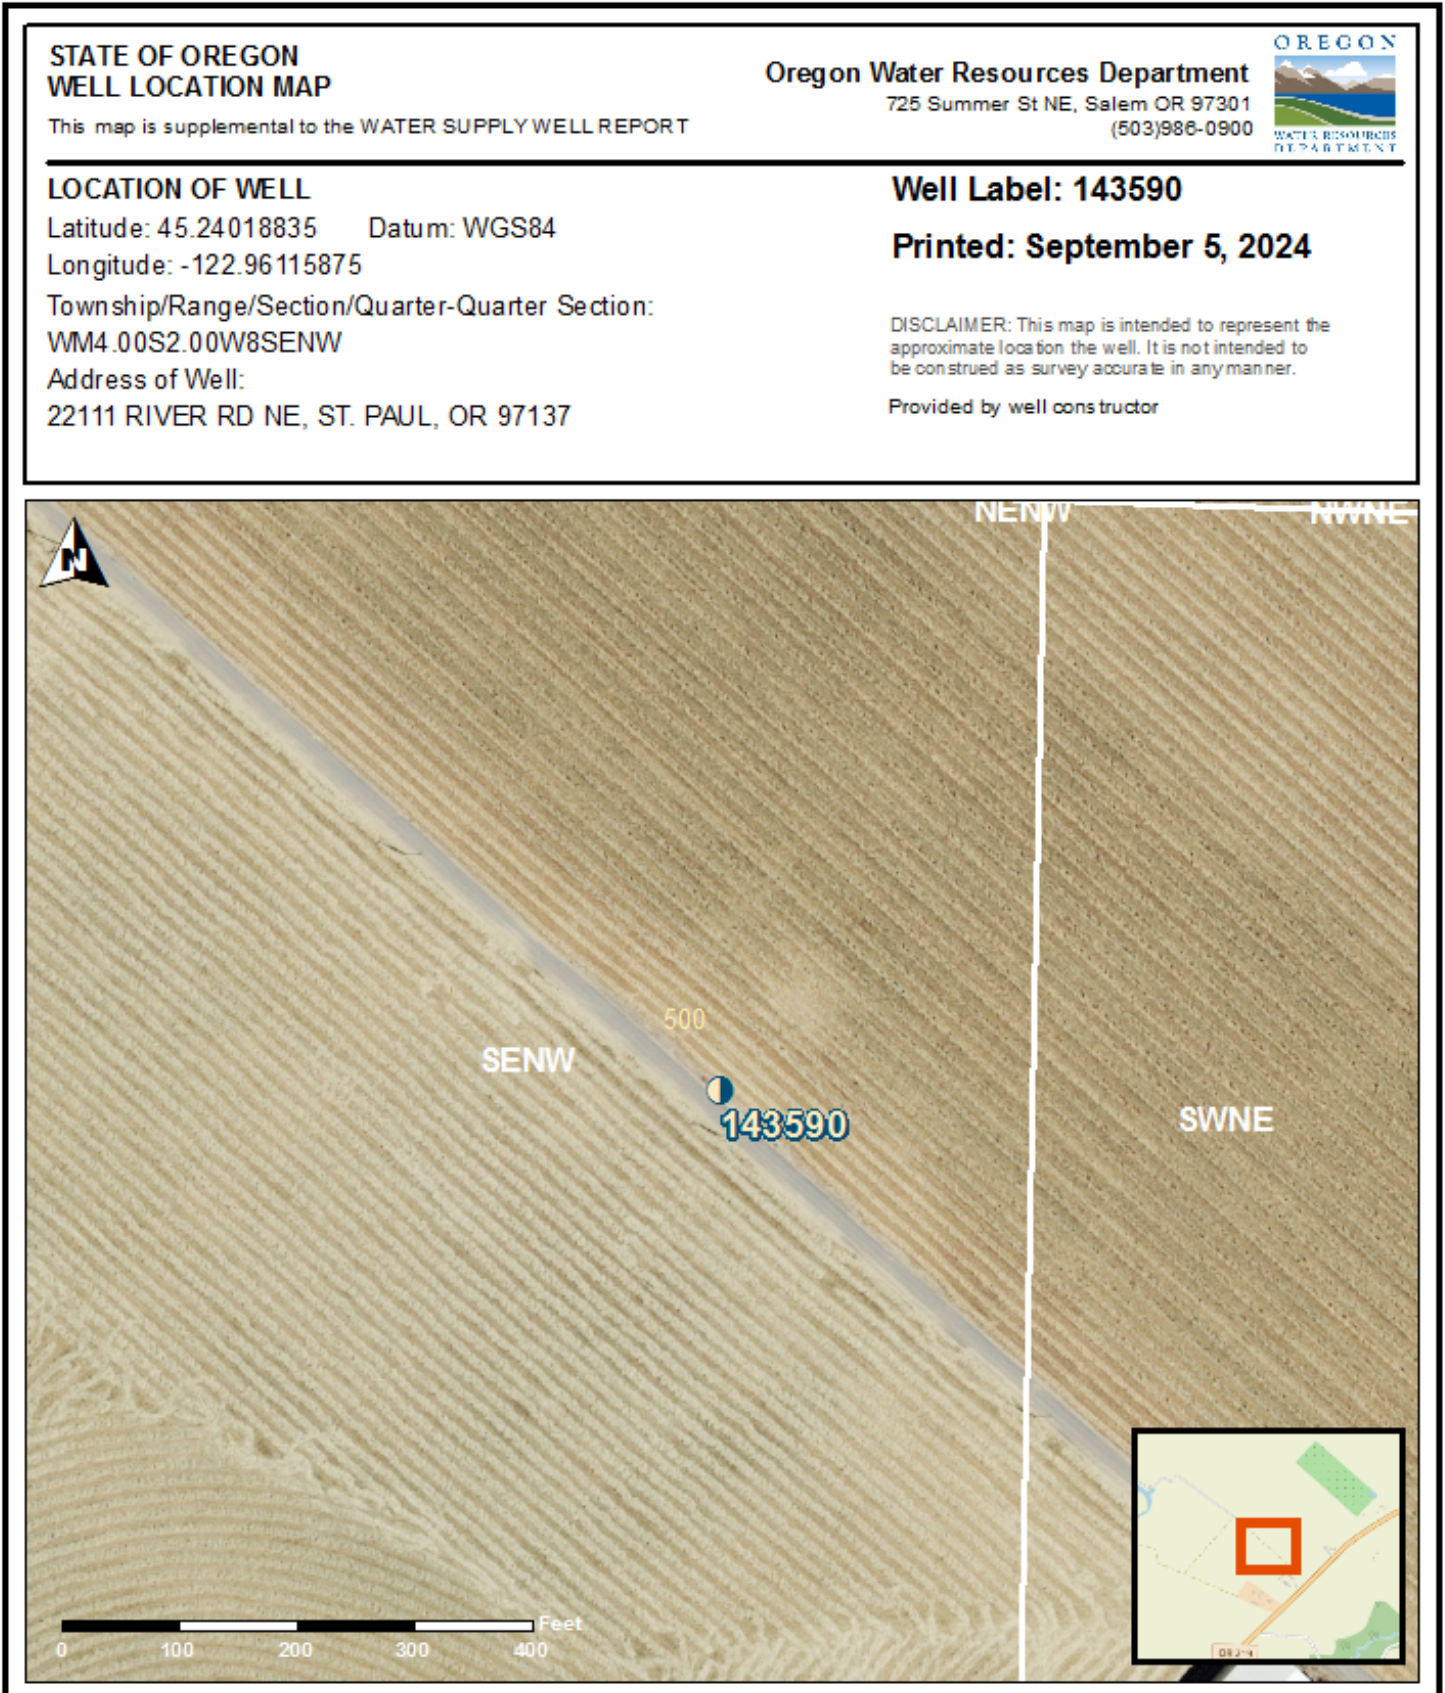 STATE OF OREGON
WELL LOCATION MAP
This map is supplemental to the WATER SUPPLY WELL REPORT
Oregon Water Resources Department
725 Summer St NE, Salem OR 97301
(503)986-0900
OREGON
WATER RESOURCES
DEPARTMENT
LOCATION OF WELL
Latitude: 45.24018835 Datum: WGS84
Longitude: -122.96115875
Township/Range/Section/Quarter-Quarter Section:
WM4.00S2.00W8SENW
Address of Well:
22111 RIVER RD NE, ST. PAUL, OR 97137
Well Label: 143590
Printed: September 5, 2024
DISCLAIMER: This map is intended to represent the
approximate location the well. It is not intended to
be construed as survey accurate in any manner.
Provided by well constructor
N
NENW NWNE
500
SENW
143590
SWNE
Feet
0 100 200 300 400